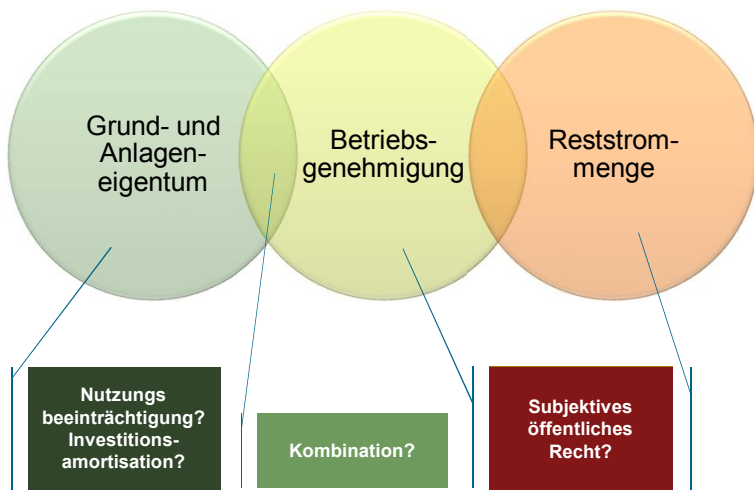 Grund- und
Anlagen-
eigentum
Betriebs-
genehmigung
Reststrom-
menge
Nutzungs
beeinträchtigung?
Investitions-
amortisation?
Kombination?
Subjektives
öffentliches
Recht?